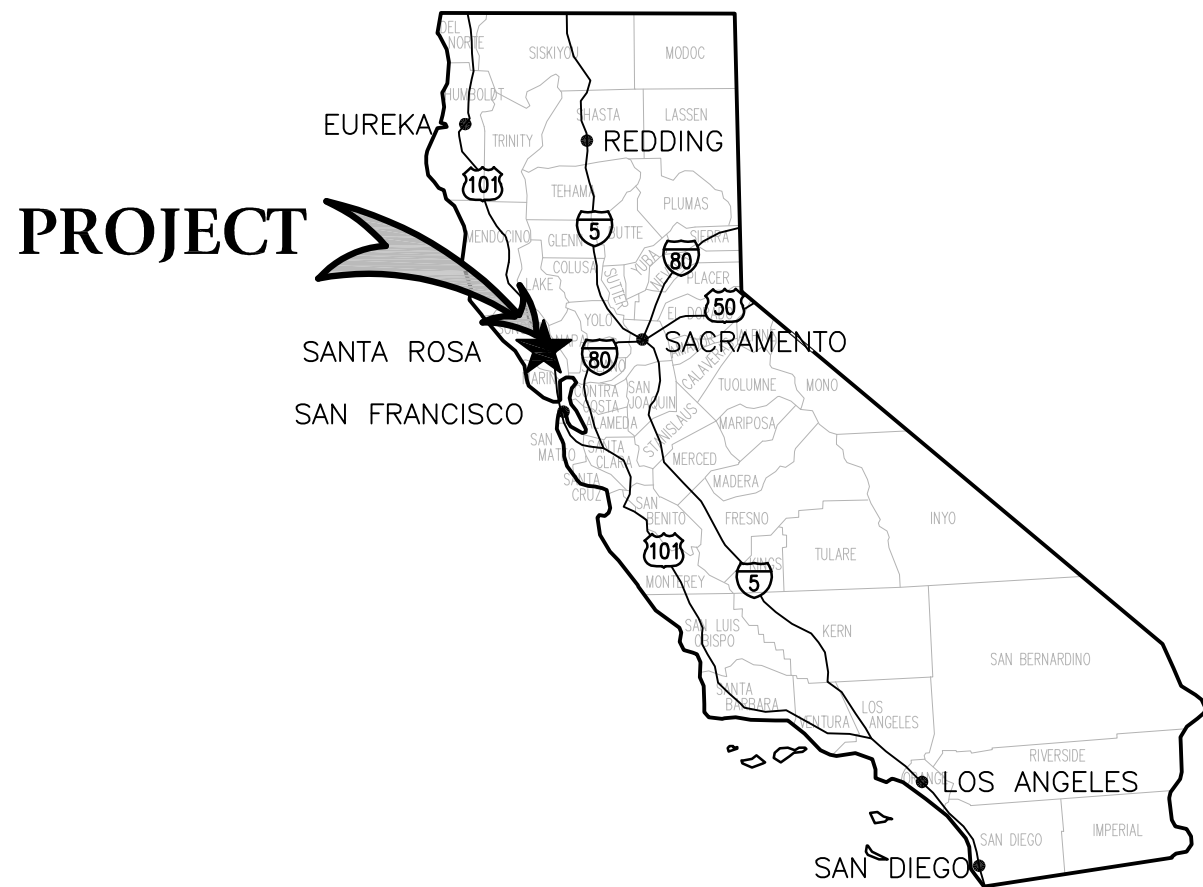 DEL
NORTE
SISKIYOU
MODOC
HUMBOLDT
SHASTA
LASSEN
EUREKA
TRINITY
REDDING
101
TEHAMA
PLUMAS
PROJECT
5
BUTTE
SIERRA
MENDOCINO
GLENN
80
COLUSA
YUBA
SUTTER
PLACER
LAKE
50
YOLO
SACRAMENTO
SANTA ROSA
80
MARIN
CALAVERAS
TUOLUMNE
MONO
CONTRA
COSTA
SAN
JOAQUIN
SAN FRANCISCO
ALAMEDA
STANISLAUS
MARIPOSA
SAN
MATEO
SANTA
CLARA
MERCED
SANTA
CRUZ
MADERA
SAN
BENITO
FRESNO
INYO
101
TULARE
KINGS
5
MONTEREY
SAN LUIS
OBISPO
KERN
SAN BERNARDINO
SANTA
BARBARA
VENTURA
LOS
ANGELES
RIVERSIDE
ORANGE
LOS ANGELES
SAN DIEGO
IMPERIAL
SAN DIEGO